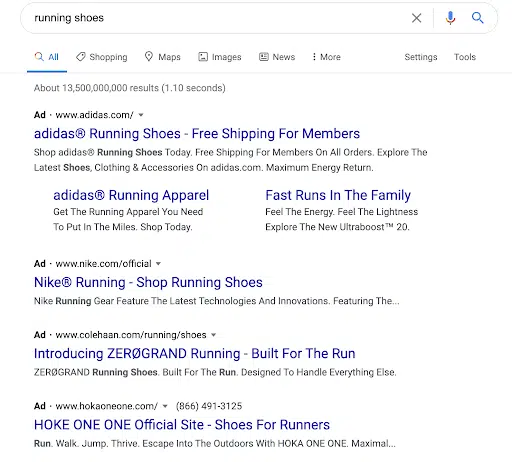 running shoes
All Shopping Maps Images News More Settings Tools
About 13,500,000,000 results (1.10 seconds)
Ad · www.adidas.com/
adidas® Running Shoes - Free Shipping For Members
Shop adidas® Running Shoes Today. Free Shipping For Members On All Orders. Explore The
Latest Shoes, Clothing & Accessories On adidas.com. Maximum Energy Return.
adidas® Running Apparel
Get The Running Apparel You Need
To Put In The Miles. Shop Today.
Fast Runs In The Family
Feel The Energy. Feel The Lightness
Explore The New Ultraboost™ 20.
Ad · www.nike.com/official
Nike® Running - Shop Running Shoes
Nike Running Gear Feature The Latest Technologies And Innovations. Featuring The...
Ad · www.colehaan.com/running/shoes
Introducing ZERØGRAND Running - Built For The Run
ZERØGRAND Running Shoes. Built For The Run. Designed To Handle Everything Else.
Ad · www.hokaoneone.com/ (866) 491-3125
HOKE ONE ONE Official Site - Shoes For Runners
Run. Walk. Jump. Thrive. Escape Into The Outdoors With HOKA ONE ONE. Maximal...